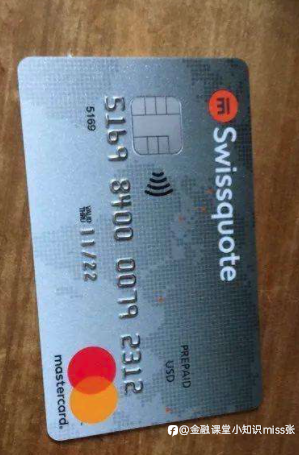 Swissquote
5169 8400 0079 2312
5169
11/22
PREPAID
USD
mastercard.
@金融课堂小知识miss张